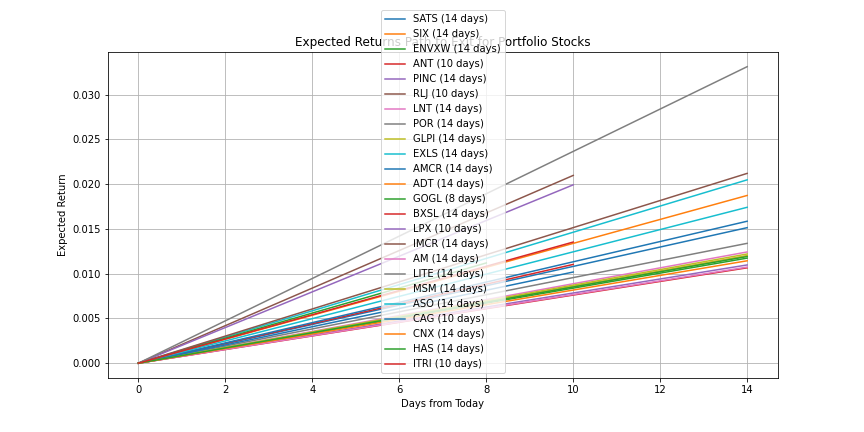 Expected Returns Path to Exit for Portfolio Stocks
SATS (14 days)
SIX (14 days)
ENVXW (14 days)
ANT (10 days)
PINC (14 days)
RLJ (10 days)
LNT (14 days)
POR (14 days)
GLPI (14 days)
EXLS (14 days)
AMCR (14 days)
ADT (14 days)
GOGL (8 days)
BXSL (14 days)
LPX (10 days)
IMCR (14 days)
AM (14 days)
LITE (14 days)
MSM (14 days)
ASO (14 days)
CAG (10 days)
CNX (14 days)
HAS (14 days)
ITRI (10 days)
Expected Return
0.030
0.025
0.020
0.015
0.010
0.005
0.000
0 2 4 6 8 10 12 14
Days from Today